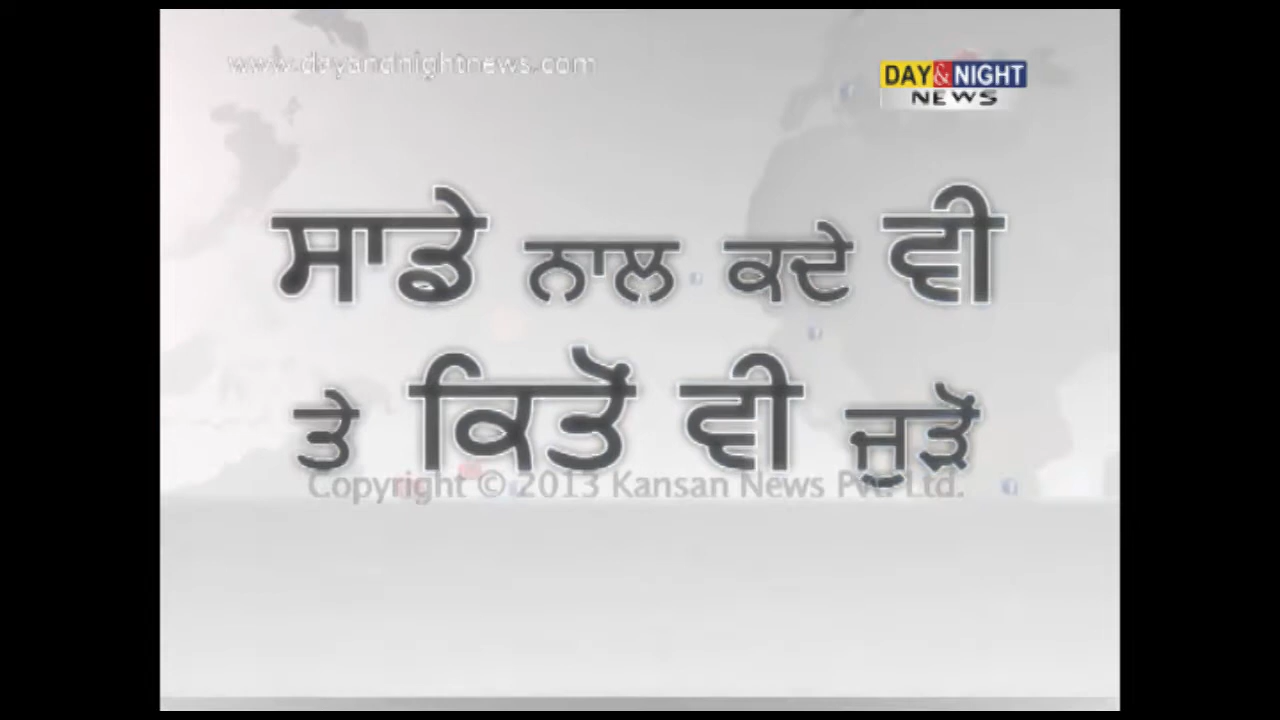 www.dayandnightnews.com
DAY&NIGHT
NEWS
ਸਾਡੇ ਨਾਲ ਕਦੇ ਵੀ
ਤੇ ਕਿਤੋਂ ਵੀ ਜੁੜੋਂ
Copyright © 2013 Kansan News Pvt. Ltd.